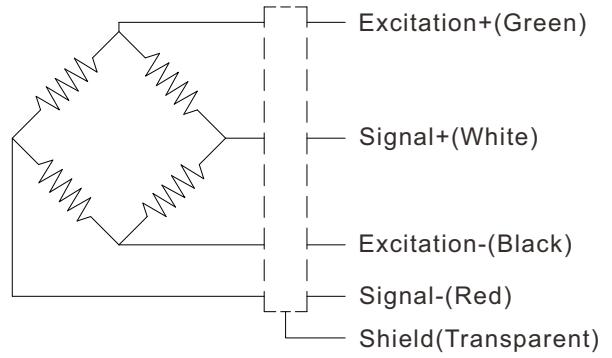 Excitation+(Green)
Signal+(White)
Excitation-(Black)
Signal-(Red)
Shield(Transparent)